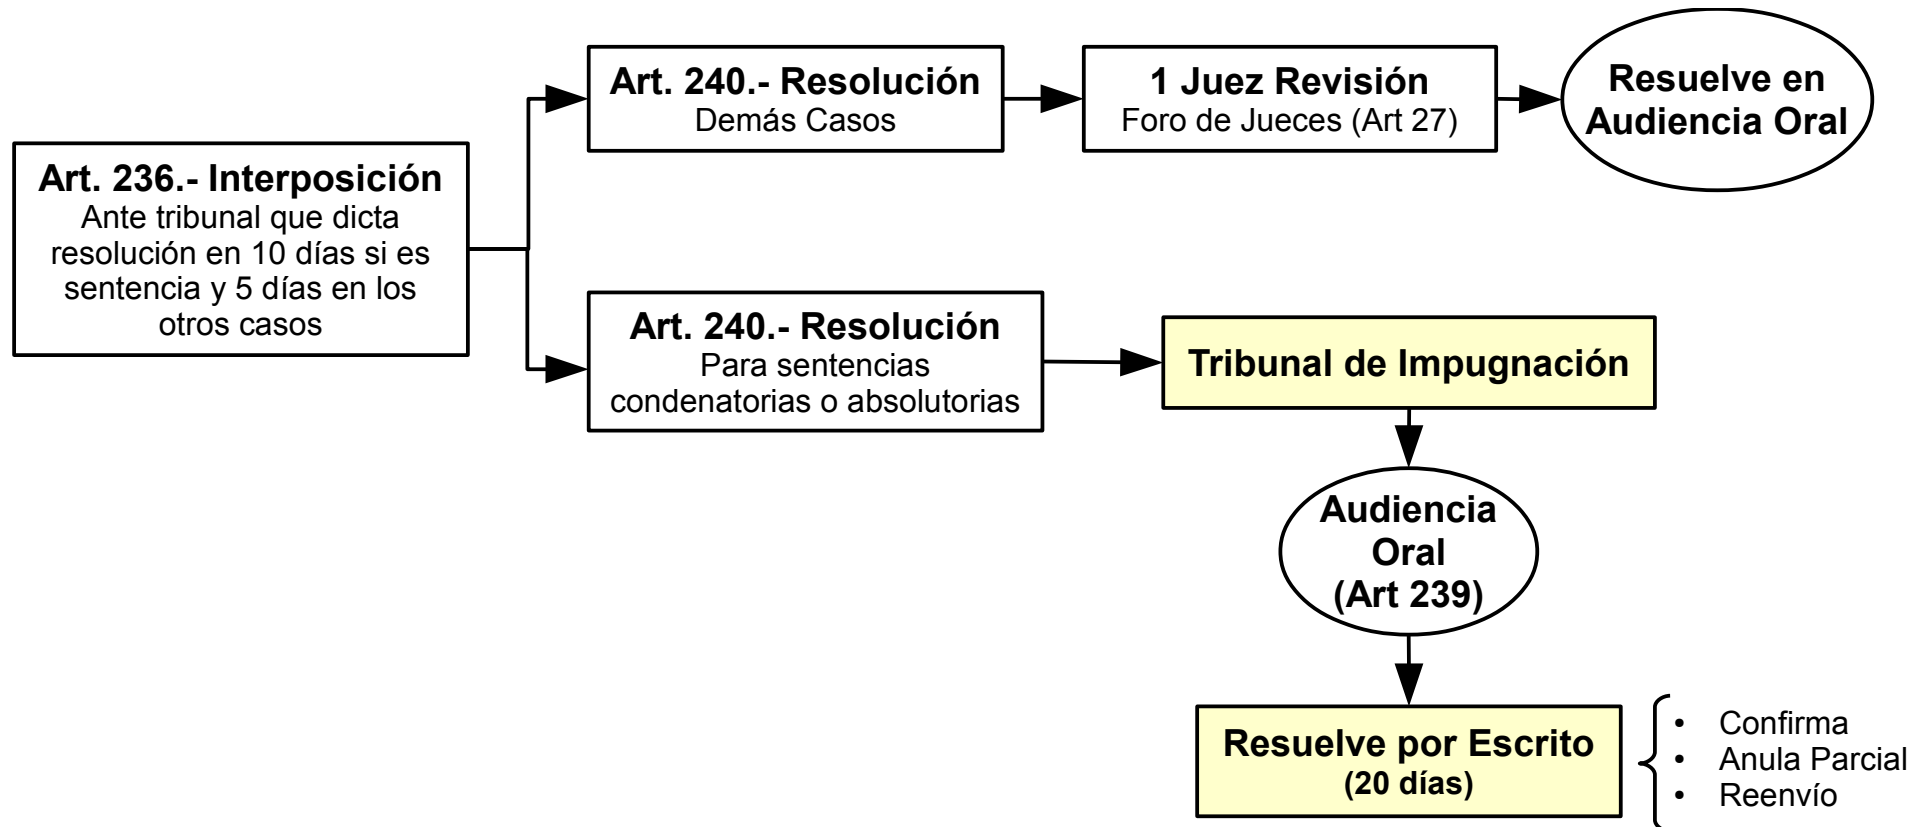 Art. 236.- Interposición
Ante tribunal que dicta
resolución en 10 días si es
sentencia y 5 días en los
otros casos
Art. 240.- Resolución
Demás Casos
1 Juez Revisión
Foro de Jueces (Art 27)
Resuelve en
Audiencia Oral
Art. 240.- Resolución
Para sentencias
condenatorias o absolutorias
Tribunal de Impugnación
Audiencia
Oral
(Art 239)
Resuelve por Escrito
(20 días)
• Confirma
• Anula Parcial
• Reenvío